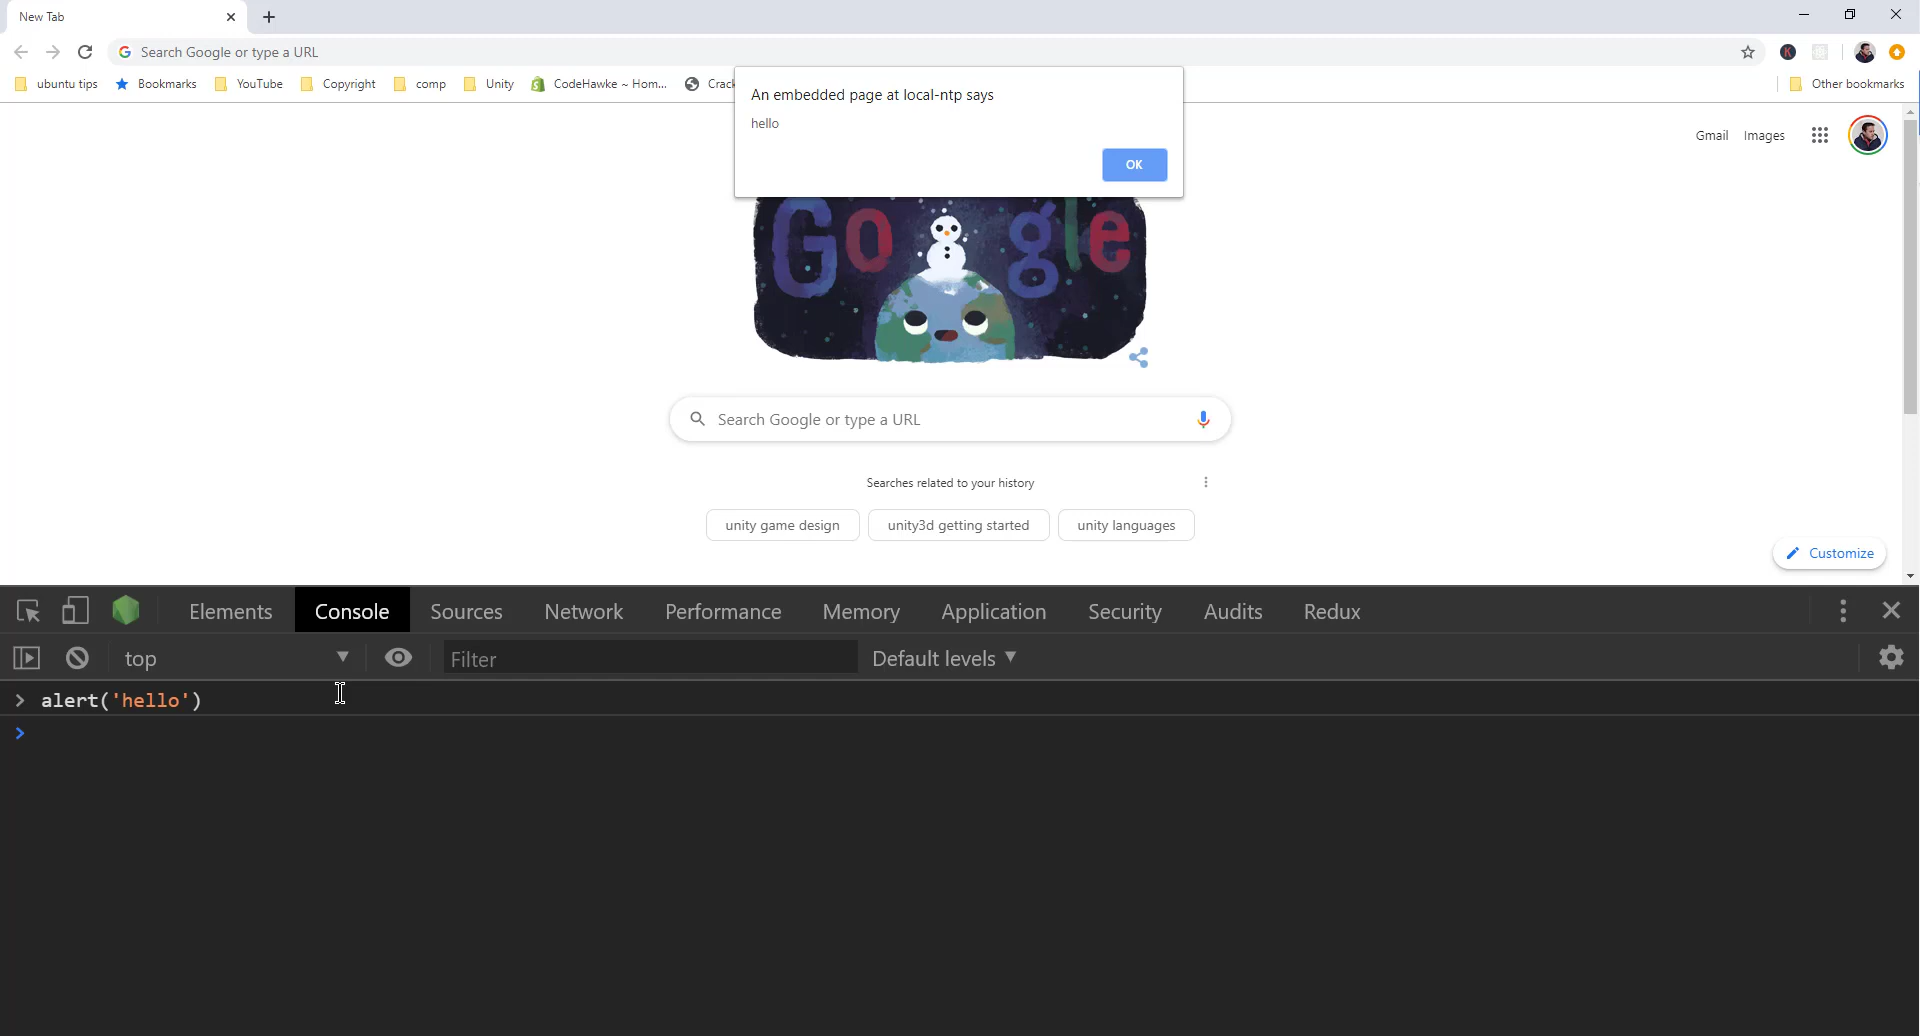 New Tab
Search Google or type a URL
ubuntu tips Bookmarks YouTube Copyright comp Unity CodeHawke ~ Hom... Crack Other bookmarks
An embedded page at local-ntp says
hello
OK
Gmail Images
Google
Search Google or type a URL
Searches related to your history
unity game design unity3d getting started unity languages
Customize
Elements Console Sources Network Performance Memory Application Security Audits Redux
top Filter Default levels
> alert('hello')
>